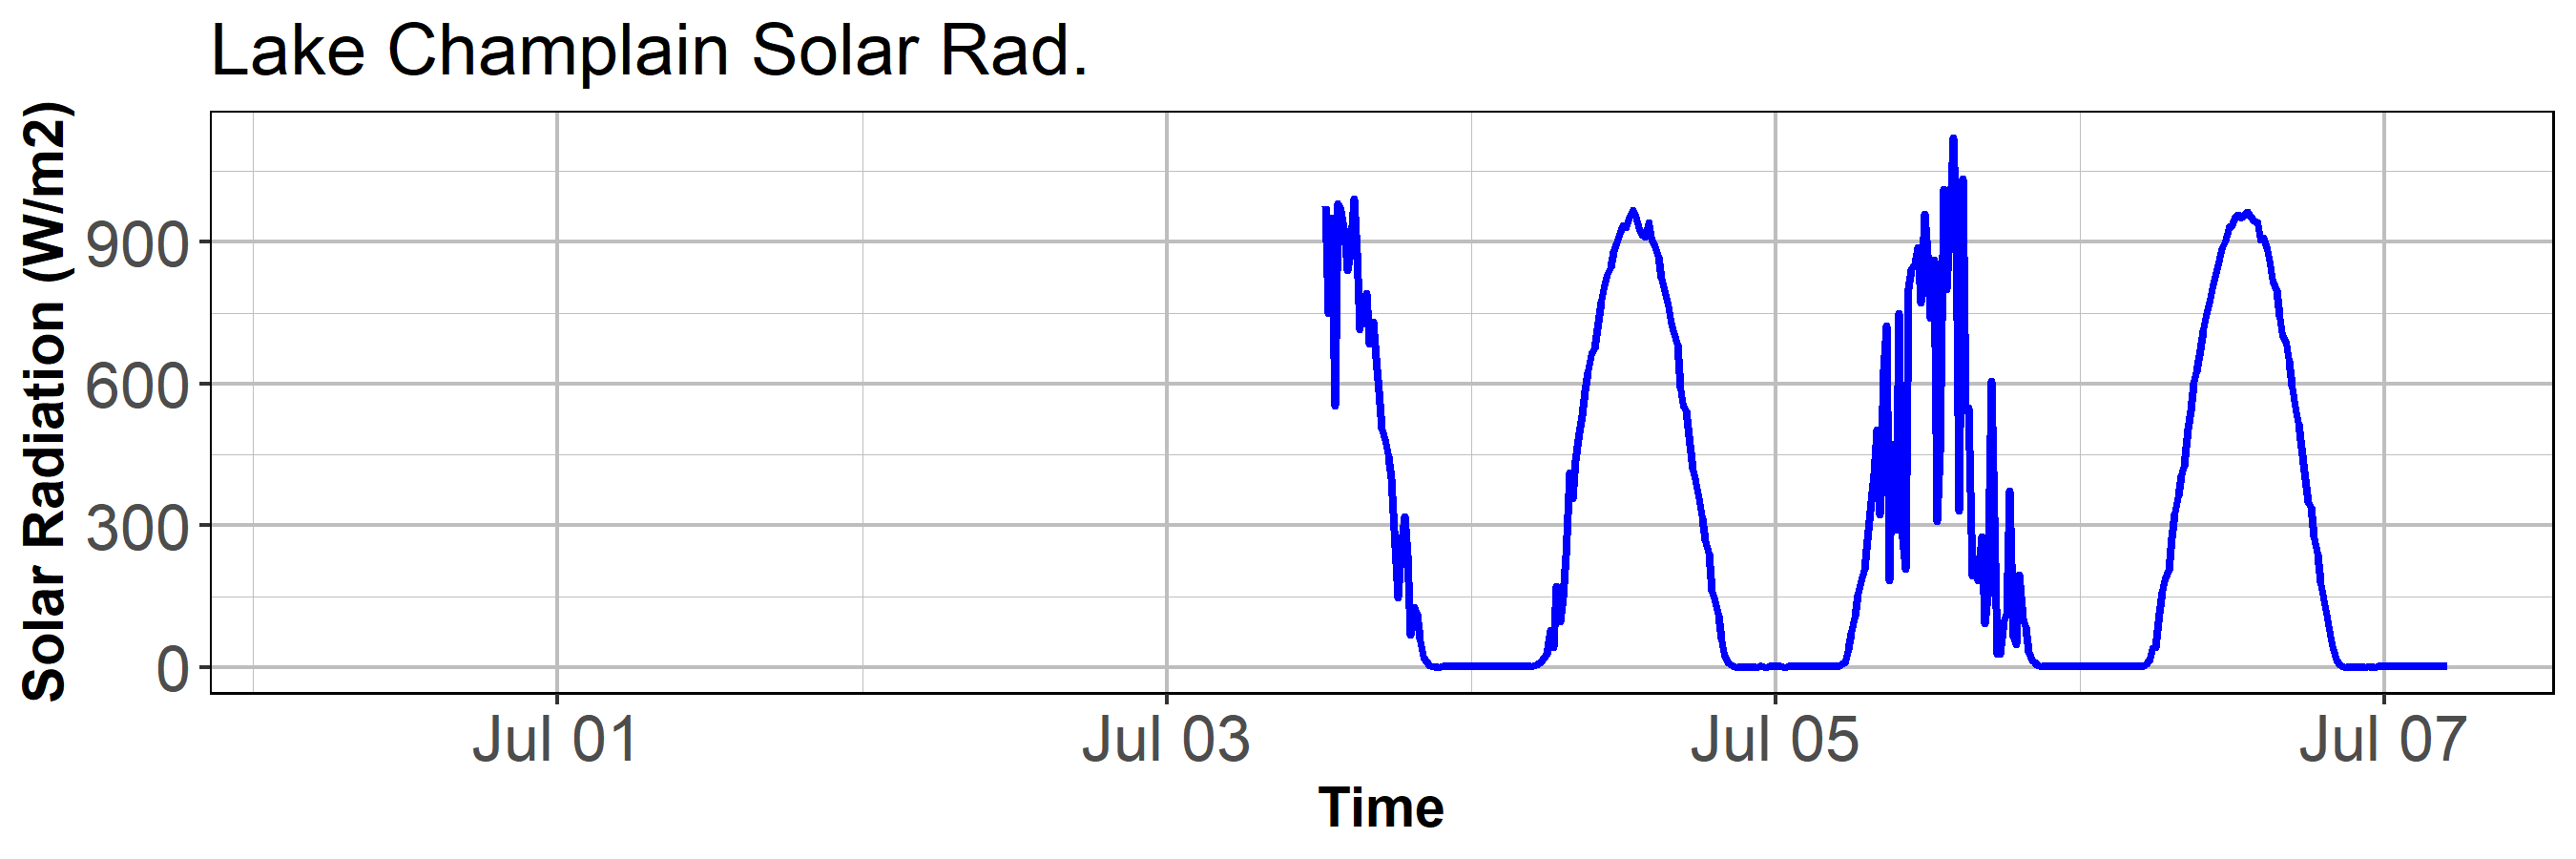 Lake Champlain Solar Rad.
Solar Radiation (W/m2)
900
600
300
0
Jul 01
Jul 03
Jul 05
Jul 07
Time